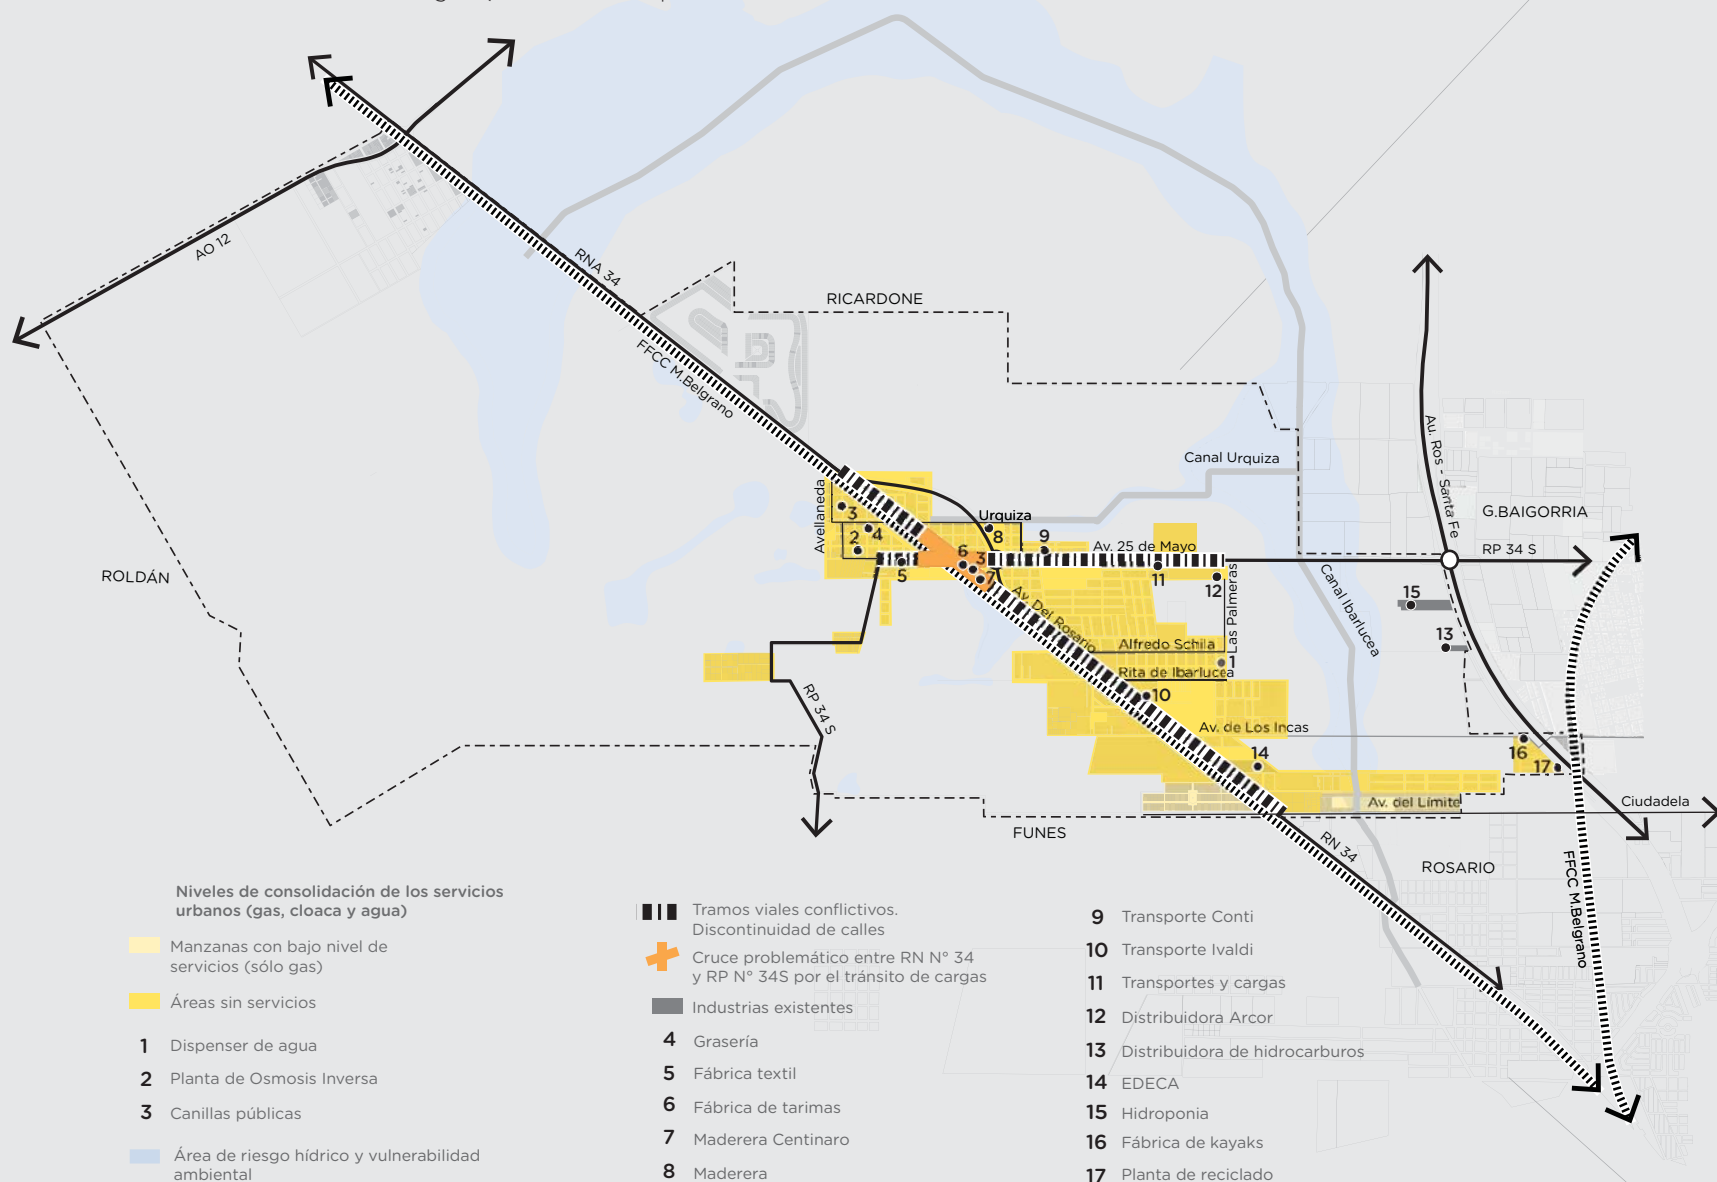 AO 12
RNA 34
FFCC M.Belgrano
RICARDONE
Canal Urquiza
Au. Ros - Santa Fe
G.BAIGORRIA
RP 34 S
Avellaneda
Urquiza
3
4
2
8
9
Av. 25 de Mayo
6
3
7
5
11
12
ROLDÁN
Av. Del Rosario
Las Palmeras
Canal Ibarlucea
15
13
Alfredo Schila
1
Rita de Ibarlucea
10
RP 34 S
Av. de Los Incas
14
16
17
Av. del Límite
Ciudadela
FUNES
RN 34
ROSARIO
FFCC M.Belgrano
Niveles de consolidación de los servicios
urbanos (gas, cloaca y agua)
Manzanas con bajo nivel de
servicios (sólo gas)
Áreas sin servicios
1 Dispenser de agua
2 Planta de Osmosis Inversa
3 Canillas públicas
Área de riesgo hídrico y vulnerabilidad
ambiental
Tramos viales conflictivos.
Discontinuidad de calles
Cruce problemático entre RN N° 34
y RP N° 34S por el tránsito de cargas
Industrias existentes
4 Grasería
5 Fábrica textil
6 Fábrica de tarimas
7 Maderera Centinaro
8 Maderera
9 Transporte Conti
10 Transporte Ivaldi
11 Transportes y cargas
12 Distribuidora Arcor
13 Distribuidora de hidrocarburos
14 EDECA
15 Hidroponia
16 Fábrica de kayaks
17 Planta de reciclado